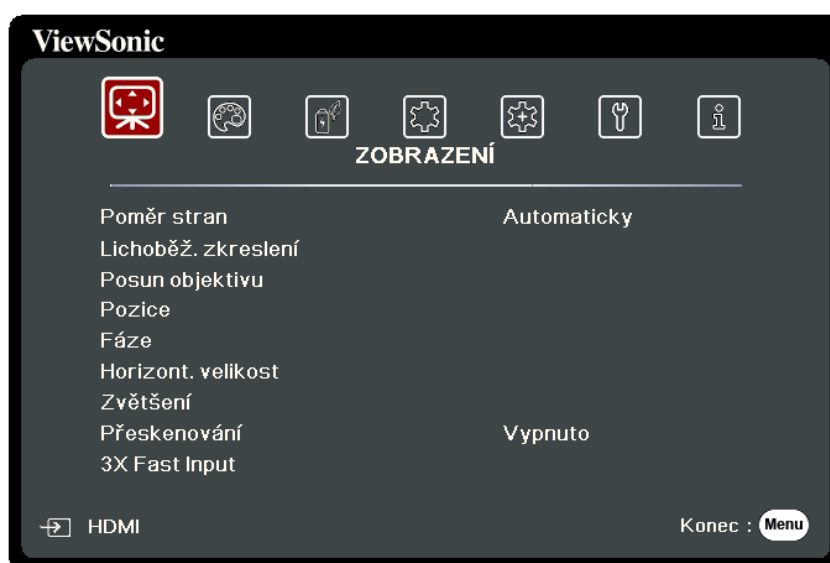 ViewSonic
ZOBRAZENÍ
Poměr stran Automaticky
Lichoběž. zkreslení
Posun objektivu
Pozice
Fáze
Horizont. velikost
Zvětšení
Přeskenování Vypnuto
3X Fast Input
HDMI Konec : Menu